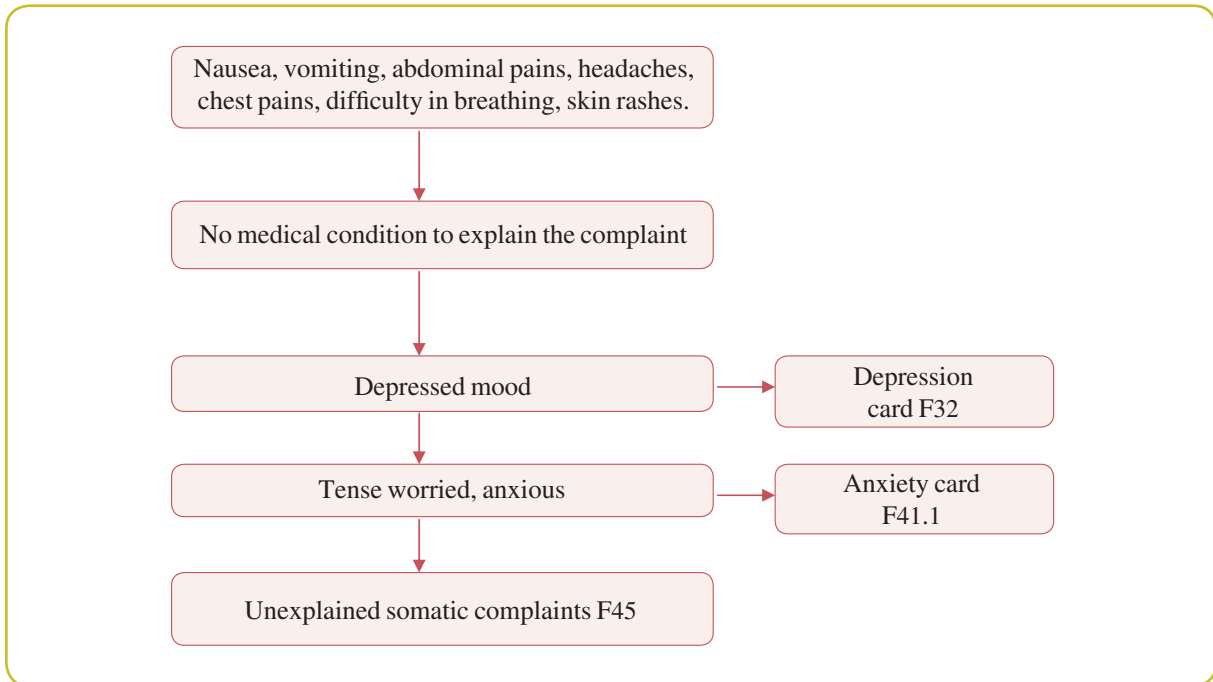 Nausea, vomiting, abdominal pains, headaches,
chest pains, difficulty in breathing, skin rashes.
No medical condition to explain the complaint
Depressed mood
Depression
card F32
Tense worried, anxious
Anxiety card
F41.1
Unexplained somatic complaints F45